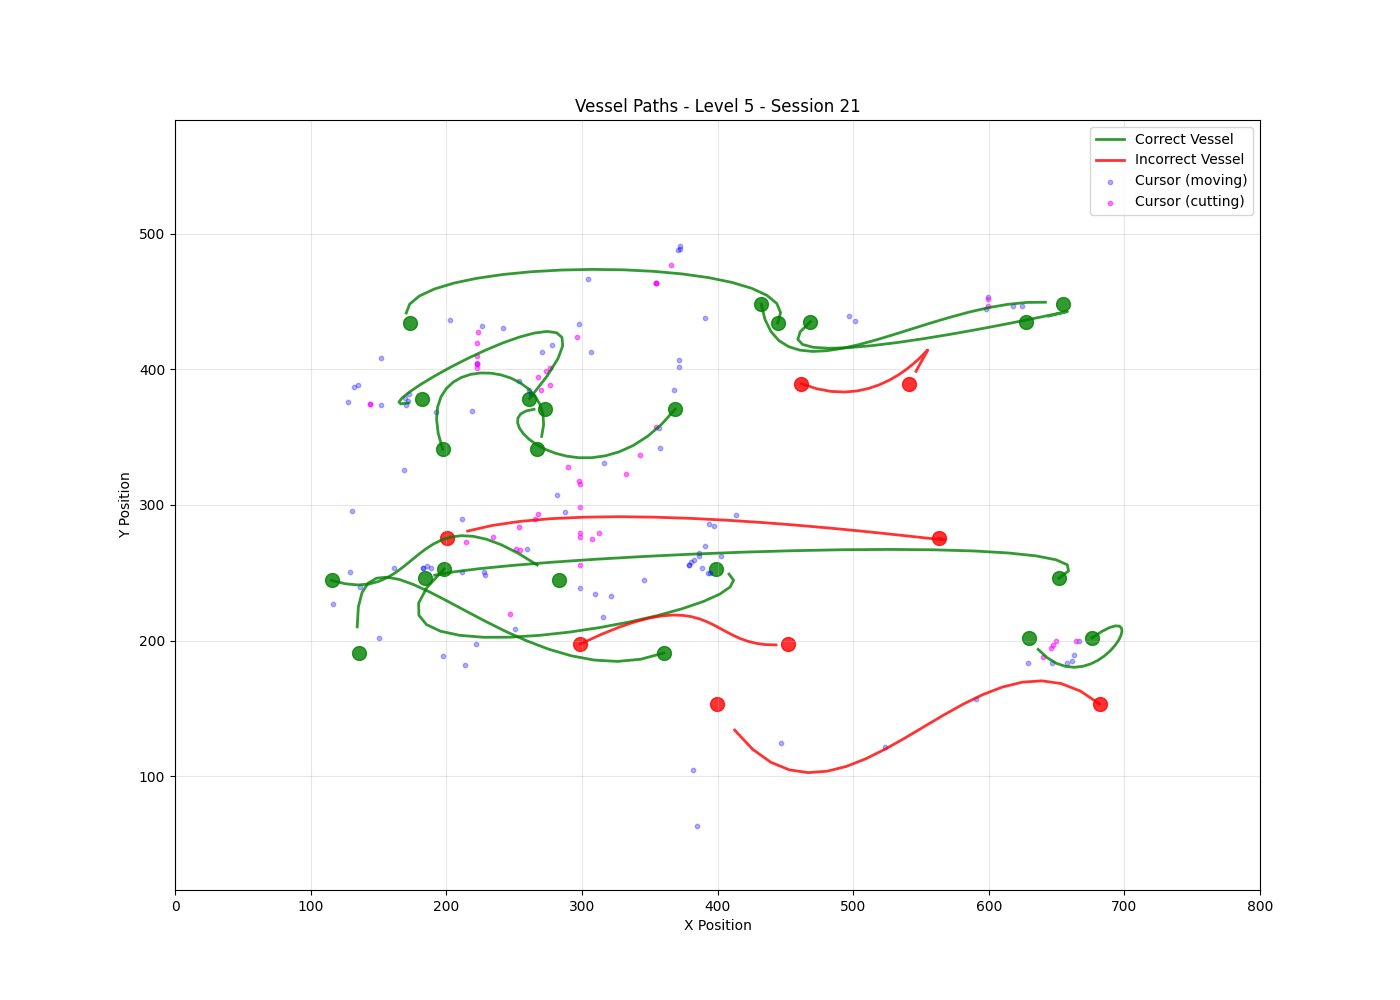 Vessel Paths - Level 5 - Session 21
Correct Vessel
Incorrect Vessel
Cursor (moving)
Cursor (cutting)
500
400
300
200
100
Y Position
0 100 200 300 400 500 600 700 800
X Position